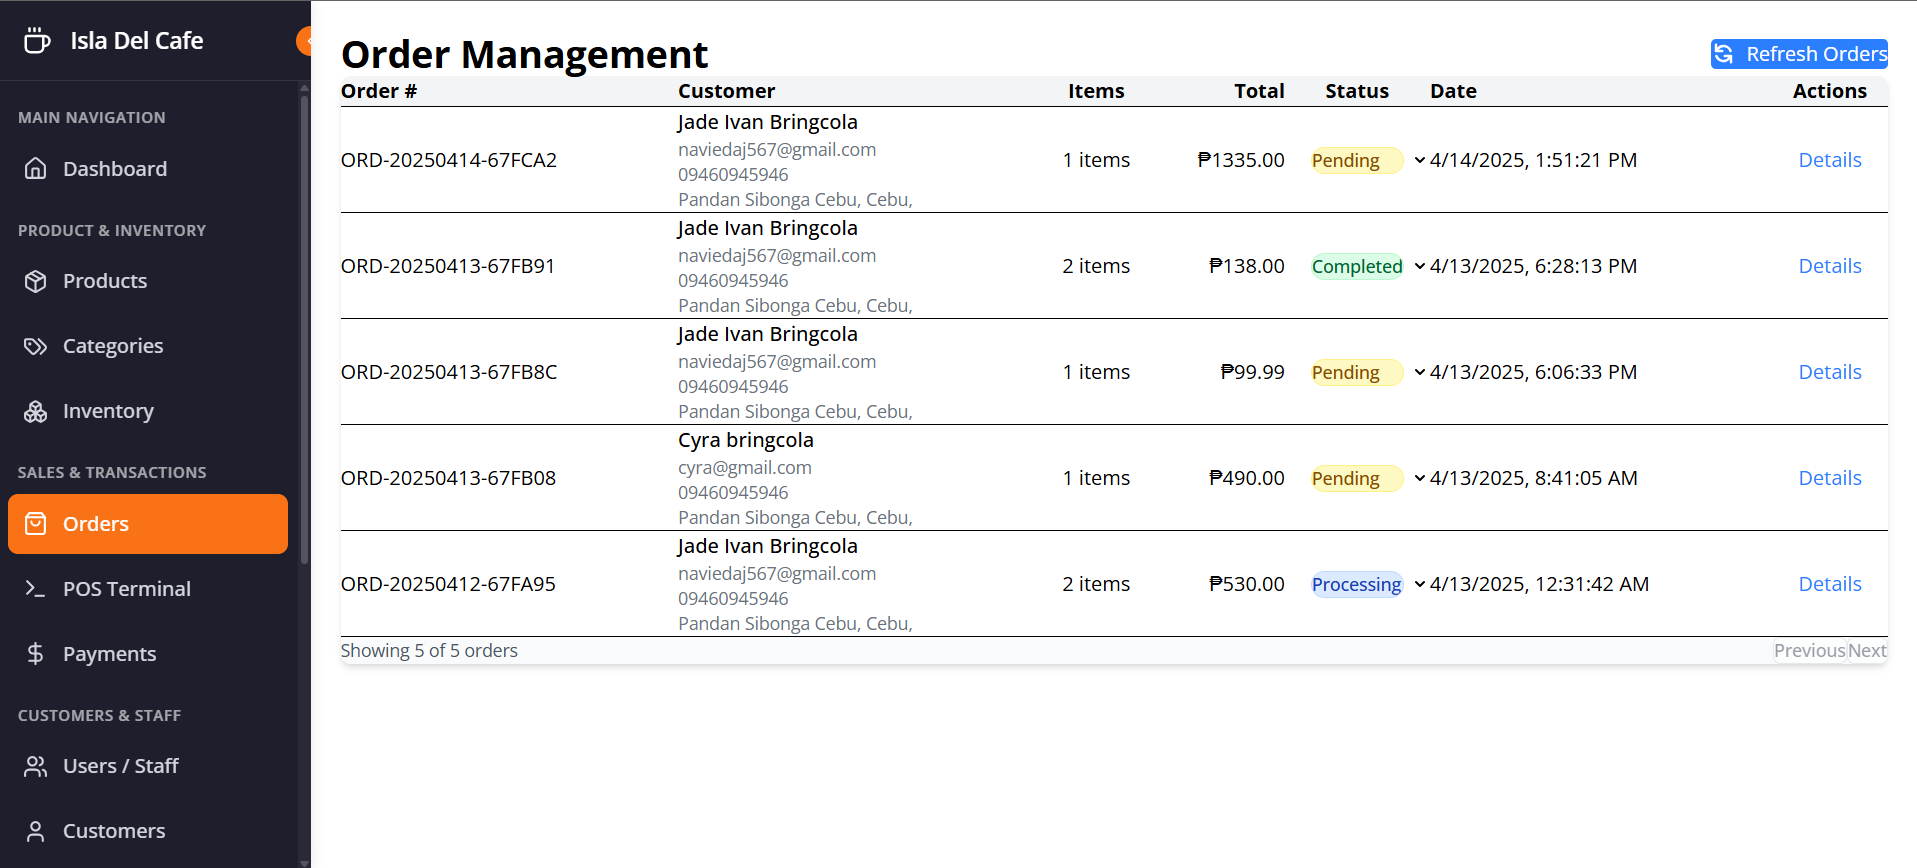 Isla Del Cafe
MAIN NAVIGATION
Dashboard
PRODUCT & INVENTORY
Products
Categories
Inventory
SALES & TRANSACTIONS
Orders
POS Terminal
Payments
CUSTOMERS & STAFF
Users / Staff
Customers
Order Management
Refresh Orders
Order # Customer Items Total Status Date Actions
Jade Ivan Bringcola
naviedaj567@gmail.com
ORD-20250414-67FCA2 1 items ₱1335.00 Pending 4/14/2025, 1:51:21 PM Details
09460945946
Pandan Sibonga Cebu, Cebu,
Jade Ivan Bringcola
naviedaj567@gmail.com
ORD-20250413-67FB91 2 items ₱138.00 Completed 4/13/2025, 6:28:13 PM Details
09460945946
Pandan Sibonga Cebu, Cebu,
Jade Ivan Bringcola
naviedaj567@gmail.com
ORD-20250413-67FB8C 1 items ₱99.99 Pending 4/13/2025, 6:06:33 PM Details
09460945946
Pandan Sibonga Cebu, Cebu,
Cyra bringcola
cyra@gmail.com
ORD-20250413-67FB08 1 items ₱490.00 Pending 4/13/2025, 8:41:05 AM Details
09460945946
Pandan Sibonga Cebu, Cebu,
Jade Ivan Bringcola
naviedaj567@gmail.com
ORD-20250412-67FA95 2 items ₱530.00 Processing 4/13/2025, 12:31:42 AM Details
09460945946
Pandan Sibonga Cebu, Cebu,
Showing 5 of 5 orders Previous Next